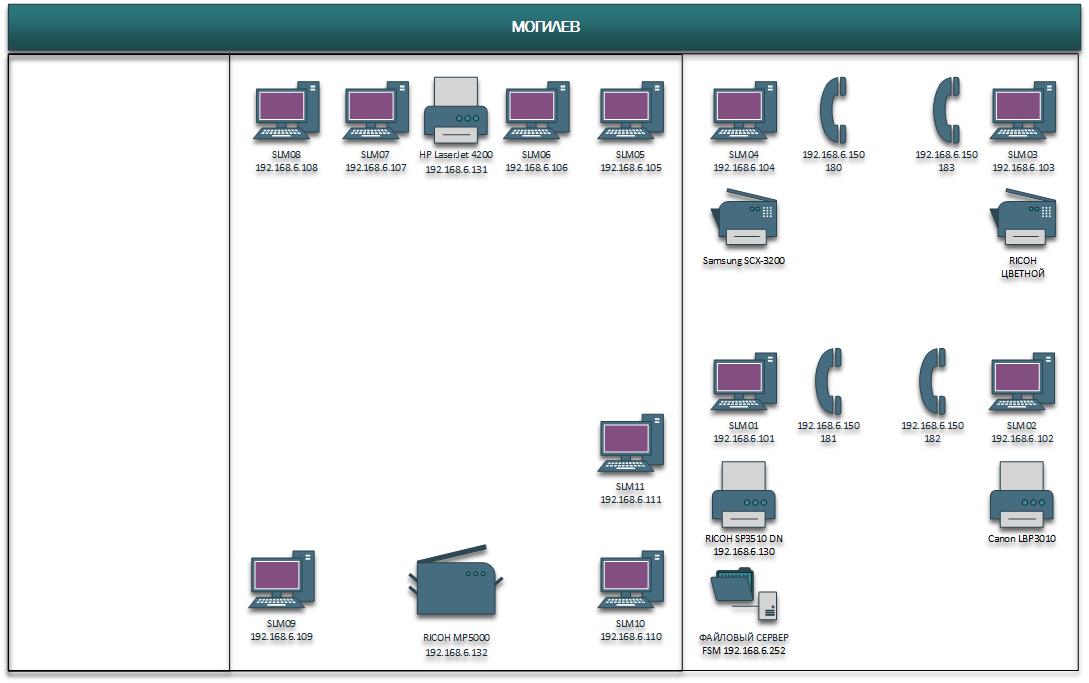 МОГИЛЕВ
SLM08
192.168.6.108
SLM07
192.168.6.107
HP LaserJet 4200
192.168.6.131
SLM06
192.168.6.106
SLM05
192.168.6.105
SLM04
192.168.6.104
192.168.6.150
180
192.168.6.150
183
SLM03
192.168.6.103
Samsung SCX-3200
RICOH
ЦВЕТНОЙ
SLM01
192.168.6.101
192.168.6.150
181
192.168.6.150
182
SLM02
192.168.6.102
SLM11
192.168.6.111
RICOH SP3510 DN
192.168.6.130
Canon LBP3010
SLM09
192.168.6.109
RICOH MP5000
192.168.6.132
SLM10
192.168.6.110
ФАЙЛОВЫЙ СЕРВЕР
FSM 192.168.6.252